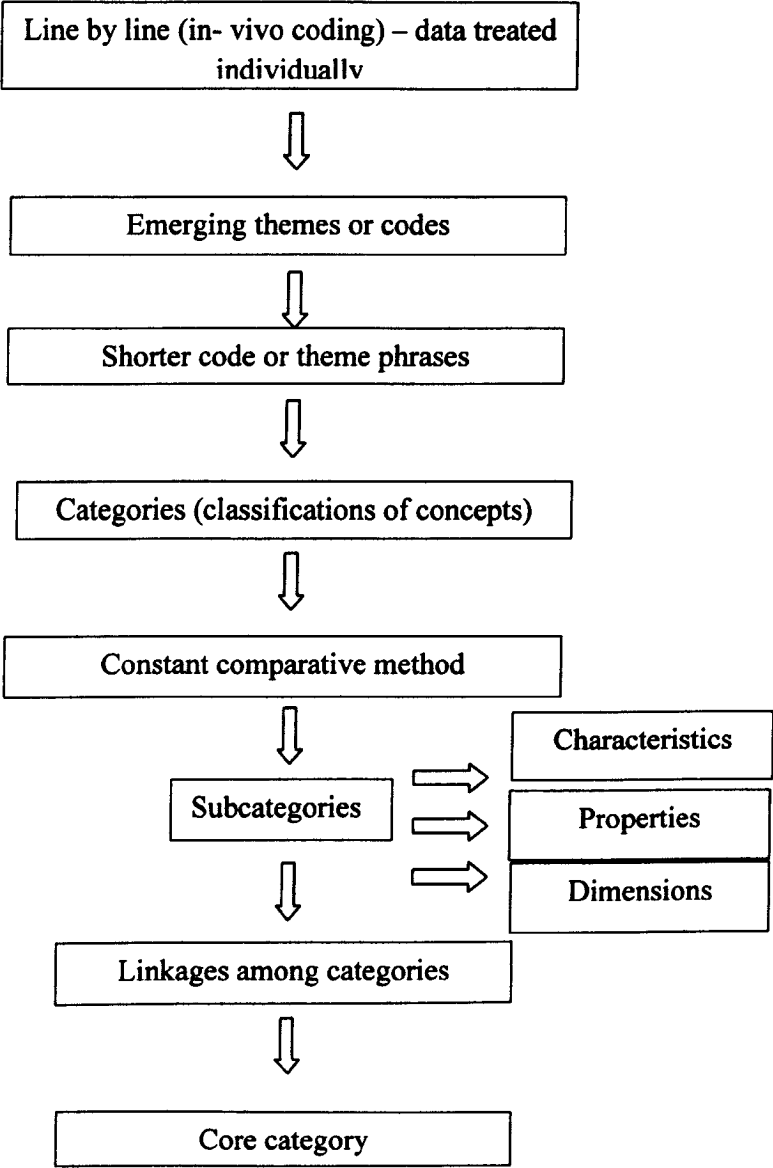 Line by line (in- vivo coding) – data treated
individually
Emerging themes or codes
Shorter code or theme phrases
Categories (classifications of concepts)
Constant comparative method
Characteristics
Subcategories
Properties
Dimensions
Linkages among categories
Core category